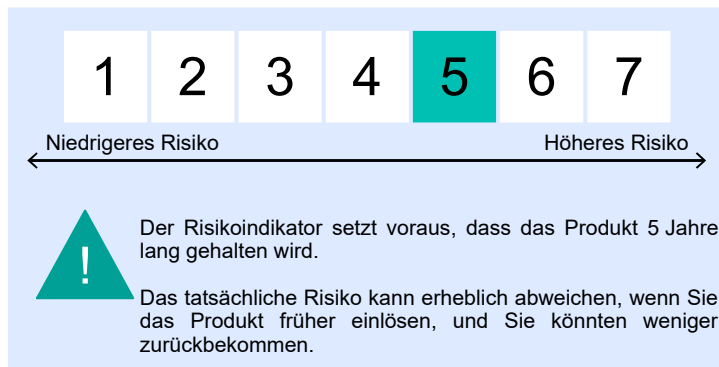 1 2 3 4 5 6 7
Niedrigeres Risiko Höheres Risiko
!
Der Risikoindikator setzt voraus, dass das Produkt 5 Jahre
lang gehalten wird.
Das tatsächliche Risiko kann erheblich abweichen, wenn Sie
das Produkt früher einlösen, und Sie könnten weniger
zurückbekommen.